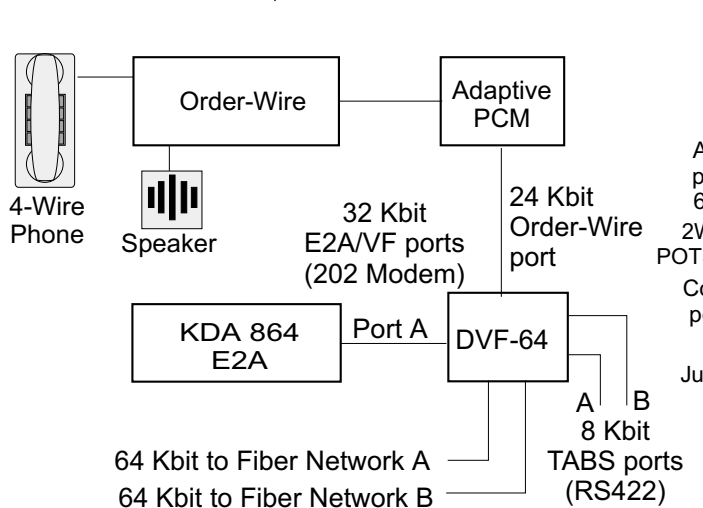 Order-Wire
Adaptive
PCM
4-Wire
Phone
Speaker
32 Kbit
E2A/VF ports
(202 Modem)
24 Kbit
Order-Wire
port
KDA 864
E2A
Port A
DVF-64
A
B
8 Kbit
TABS ports
(RS422)
64 Kbit to Fiber Network A
64 Kbit to Fiber Network B